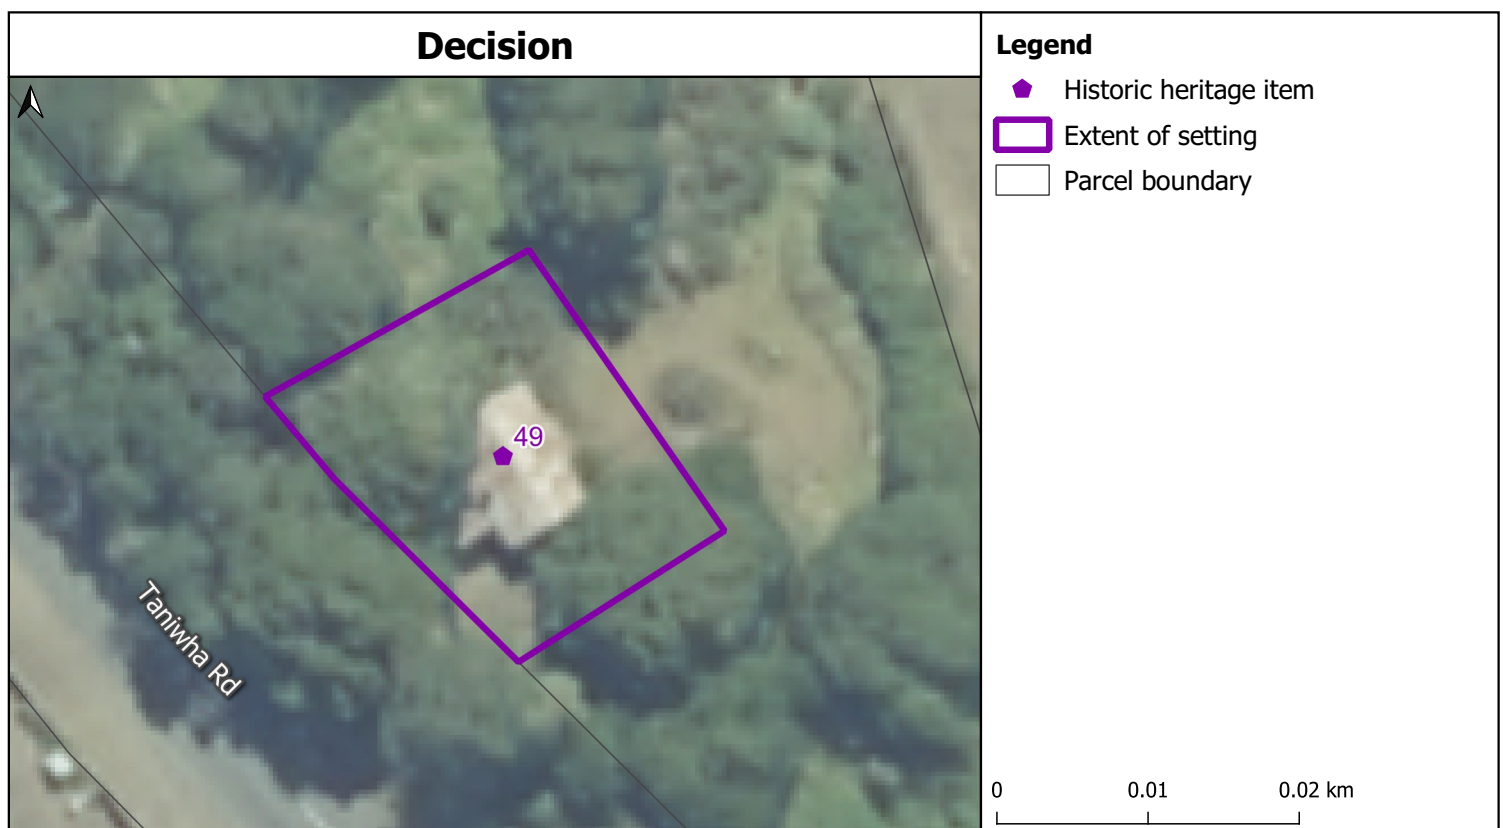 Decision
49
Taniwha Rd
Legend
Historic heritage item
Extent of setting
Parcel boundary
0 0.01 0.02 km